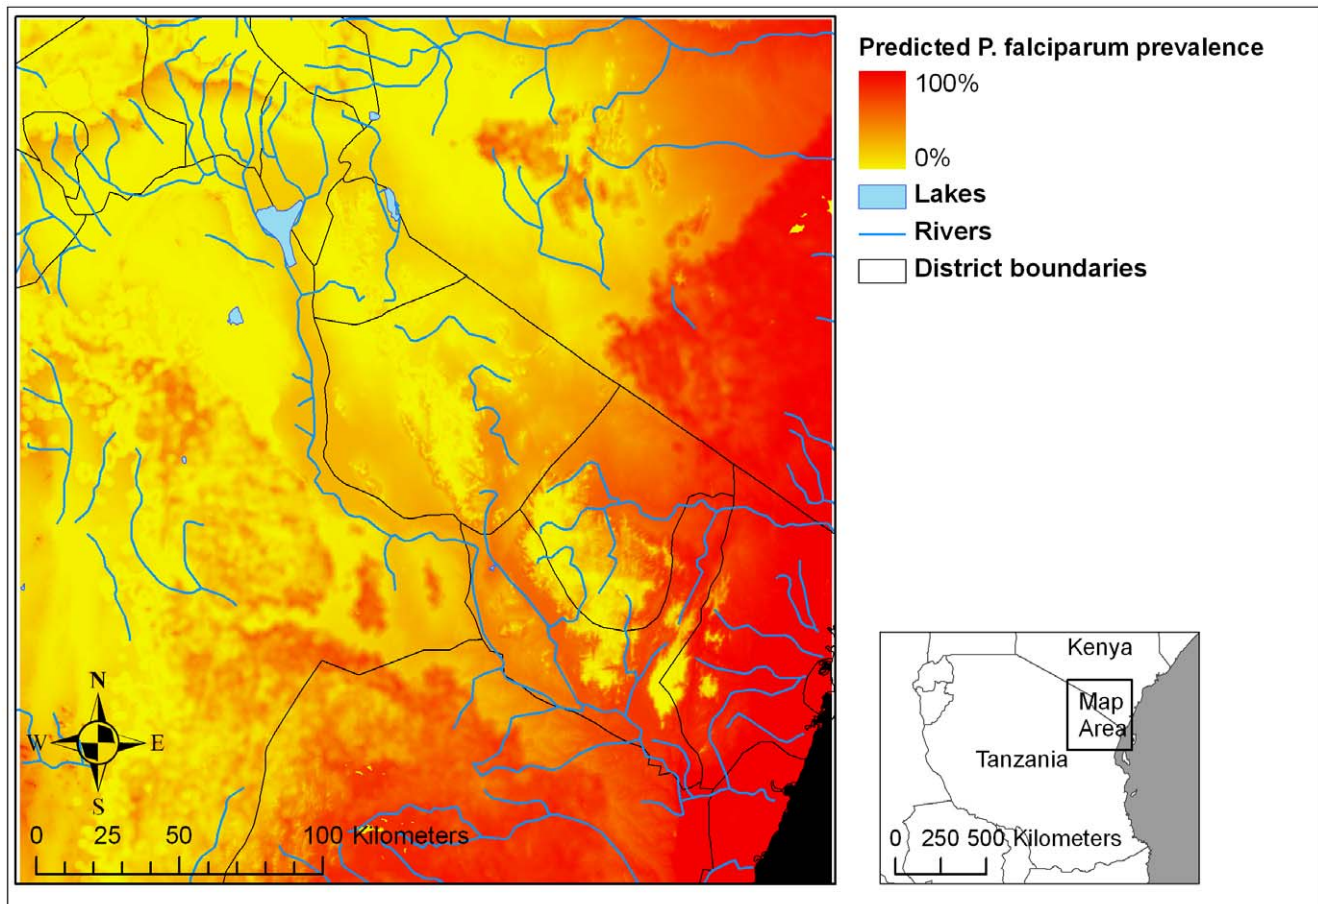 Predicted P. falciparum prevalence
100%
0%
Lakes
Rivers
District boundaries
N
W E
S
0 25 50 100 Kilometers
Kenya
Map
Area
Tanzania
0 250 500 Kilometers